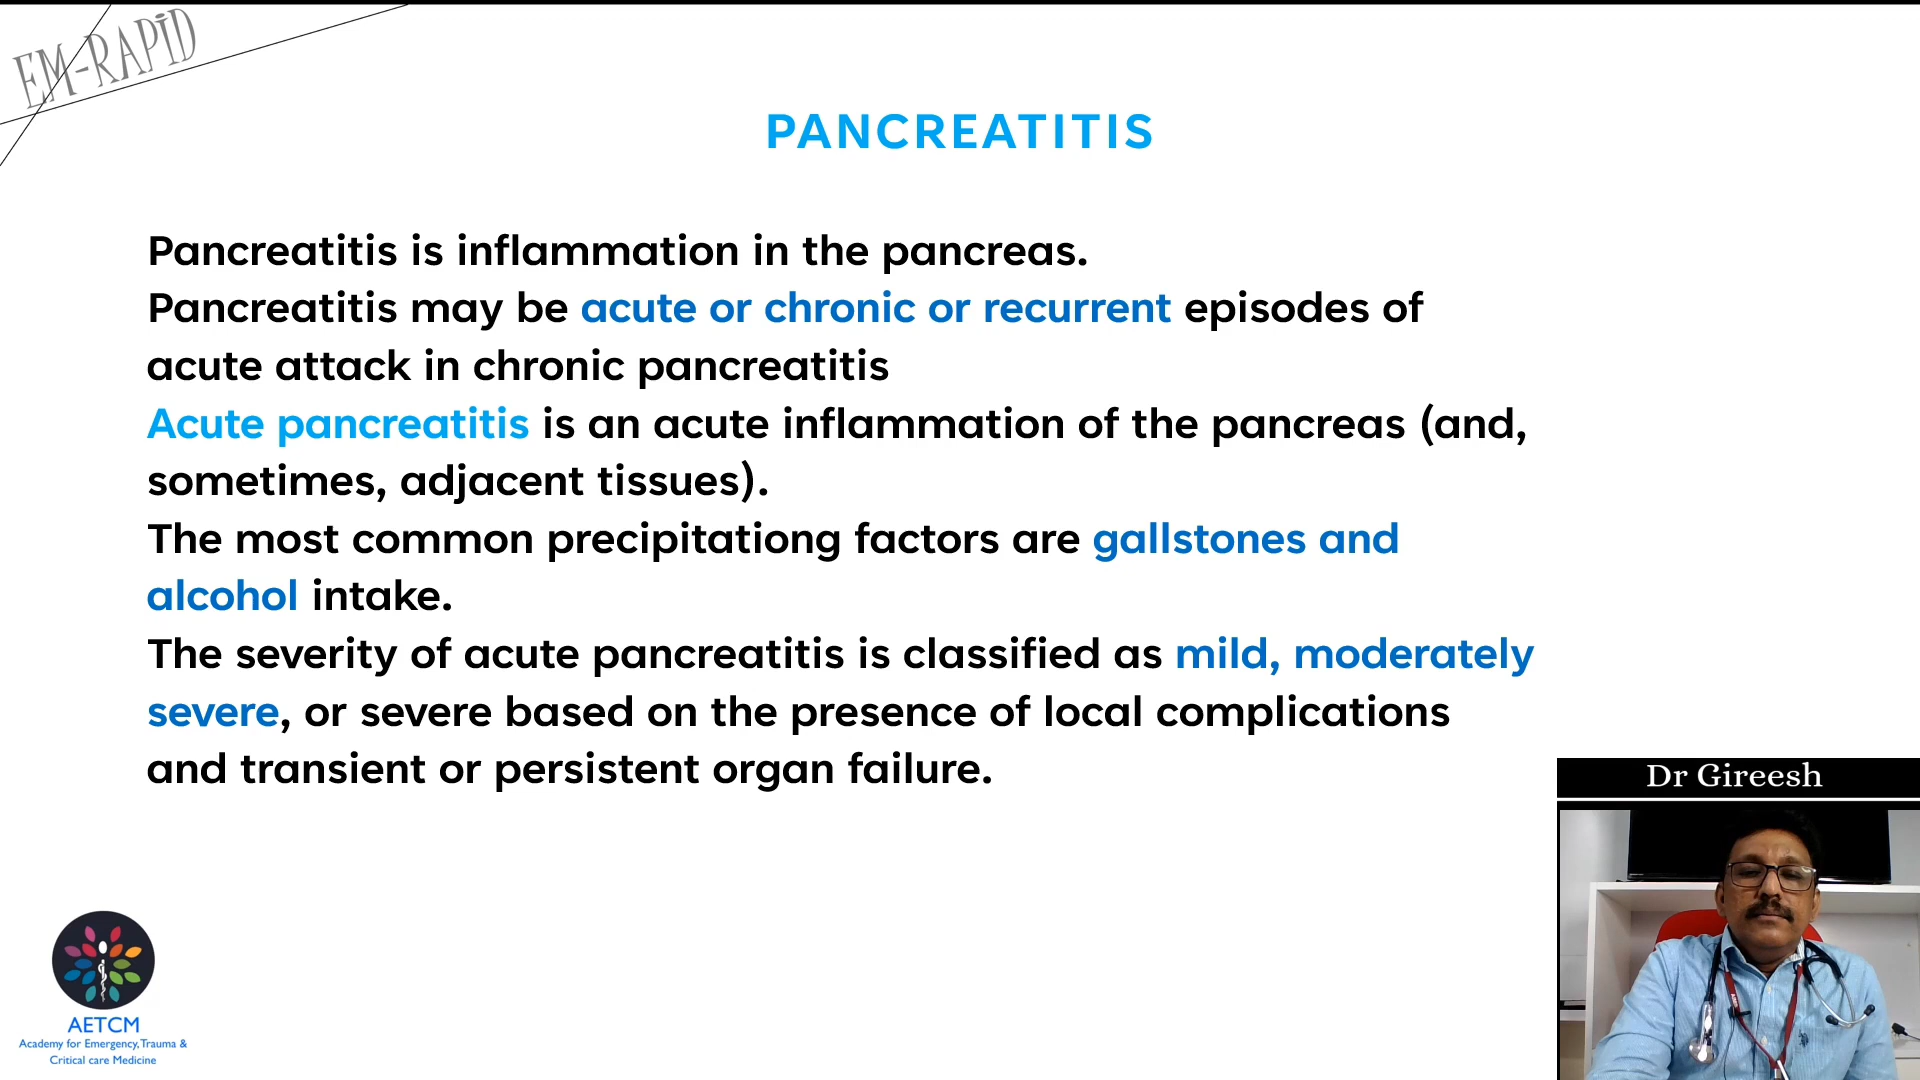 EM-RAPID
PANCREATITIS
Pancreatitis is inflammation in the pancreas.
Pancreatitis may be acute or chronic or recurrent episodes of
acute attack in chronic pancreatitis
Acute pancreatitis is an acute inflammation of the pancreas (and,
sometimes, adjacent tissues).
The most common precipitationg factors are gallstones and
alcohol intake.
The severity of acute pancreatitis is classified as mild, moderately
severe, or severe based on the presence of local complications
and transient or persistent organ failure.
Dr Gireesh
AETCM
Academy for Emergency, Trauma &
Critical care Medicine